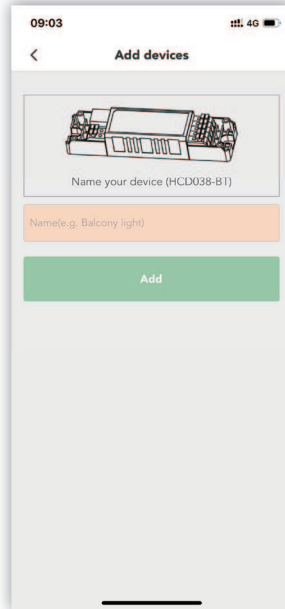 09:03
4G
Add devices
Name your device (HCD038-BT)
Name(e.g. Balcony light)
Add